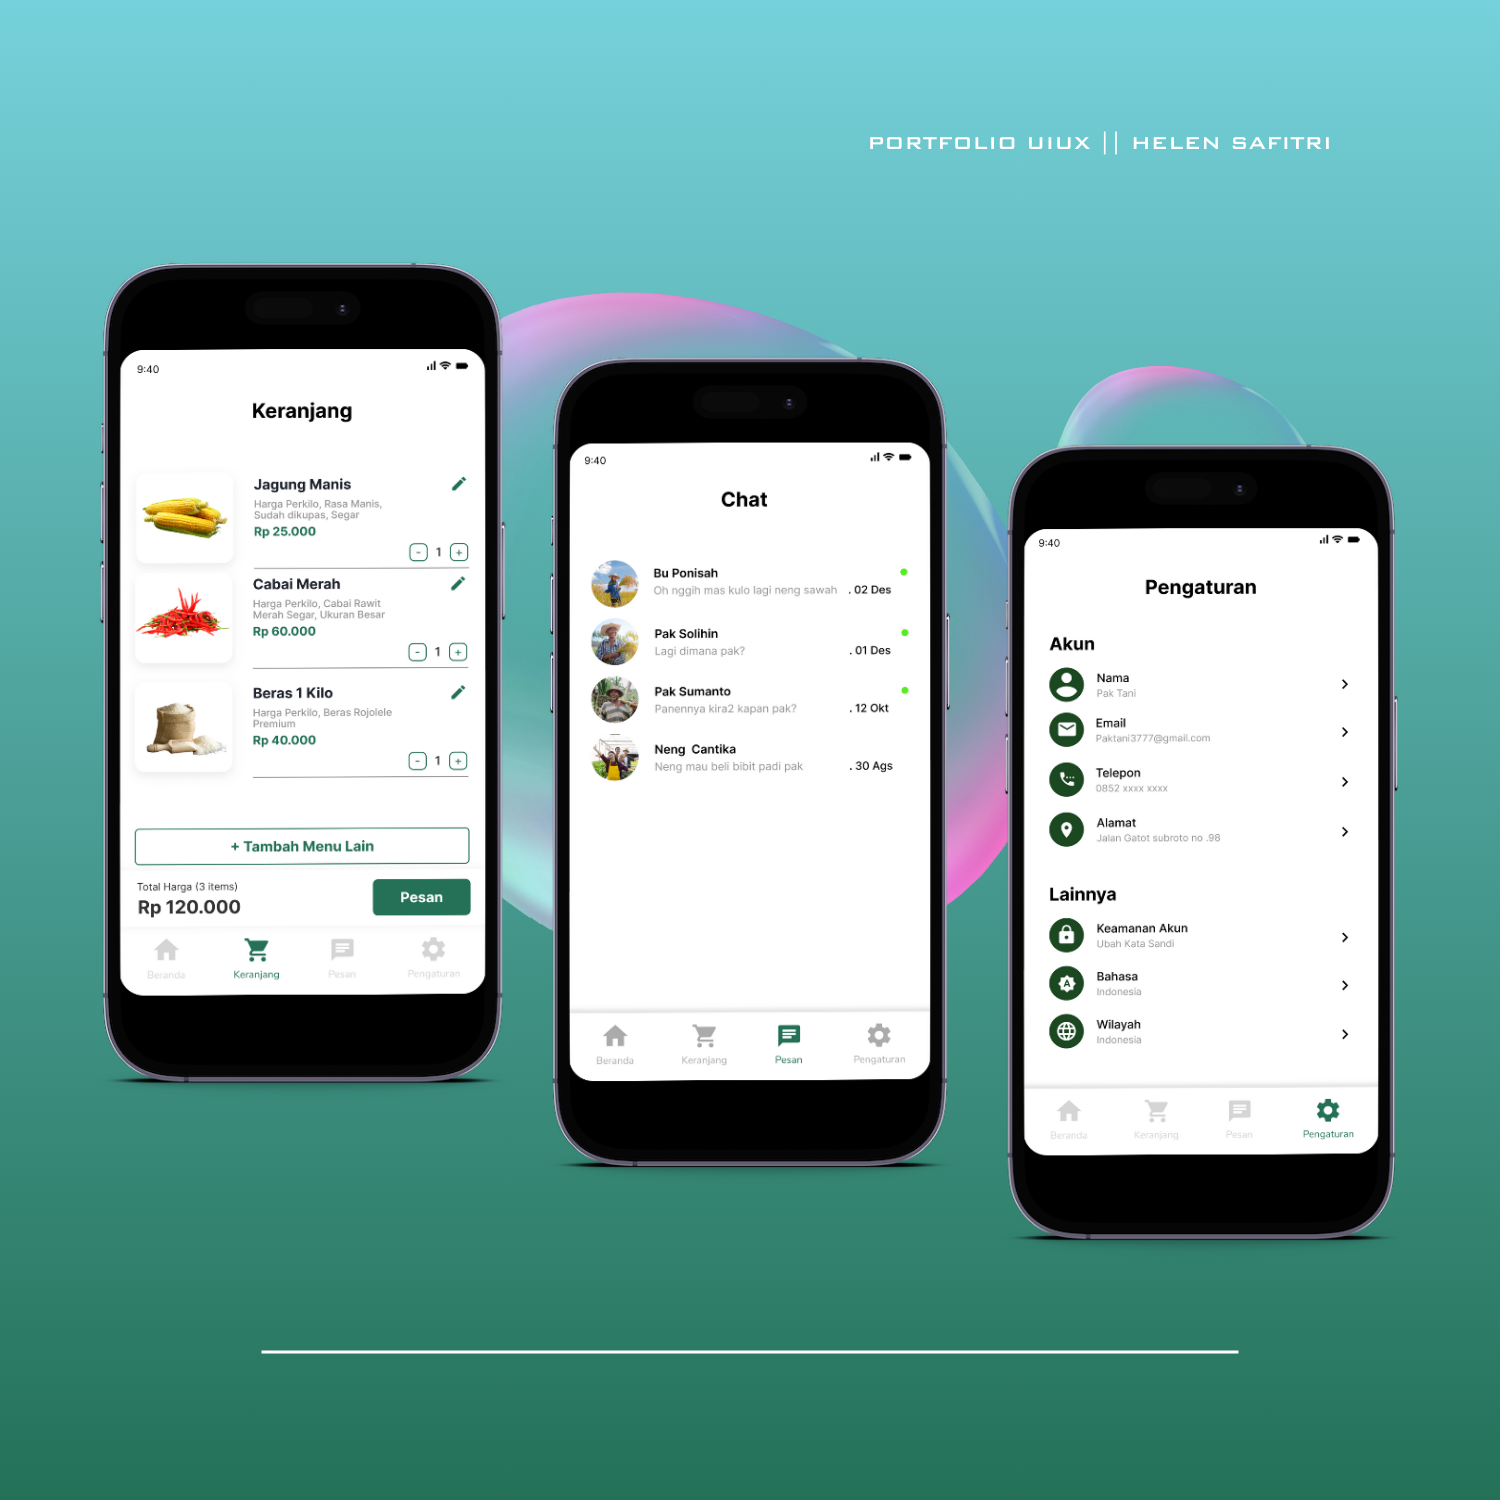 PORTFOLIO UIUX || HELEN SAFITRI
9:40
Keranjang
Jagung Manis
Harga Perkilo, Rasa Manis,
Sudah dikupas, Segar
Rp 25.000
- 1 +
Cabai Merah
Harga Perkilo, Cabai Rawit
Merah Segar, Ukuran Besar
Rp 60.000
- 1 +
Beras 1 Kilo
Harga Perkilo, Beras Rojolele
Premium
Rp 40.000
- 1 +
+ Tambah Menu Lain
Total Harga (3 items)
Rp 120.000
Pesan
Beranda Keranjang Pesan Pengaturan
9:40
Chat
Bu Ponisah
Oh nggih mas kulo lagi neng sawah . 02 Des
Pak Solihin
Lagi dimana pak? . 01 Des
Pak Sumanto
Panennya kira2 kapan pak? . 12 Okt
Neng Cantika
Neng mau beli bibit padi pak . 30 Ags
Beranda Keranjang Pesan Pengaturan
9:40
Pengaturan
Akun
Nama
Pak Tani
Email
Paktani3777@gmail.com
Telepon
0852 xxxx xxxx
Alamat
Jalan Gatot subroto no .98
Lainnya
Keamanan Akun
Ubah Kata Sandi
Bahasa
Indonesia
Wilayah
Indonesia
Beranda Keranjang Pesan Pengaturan